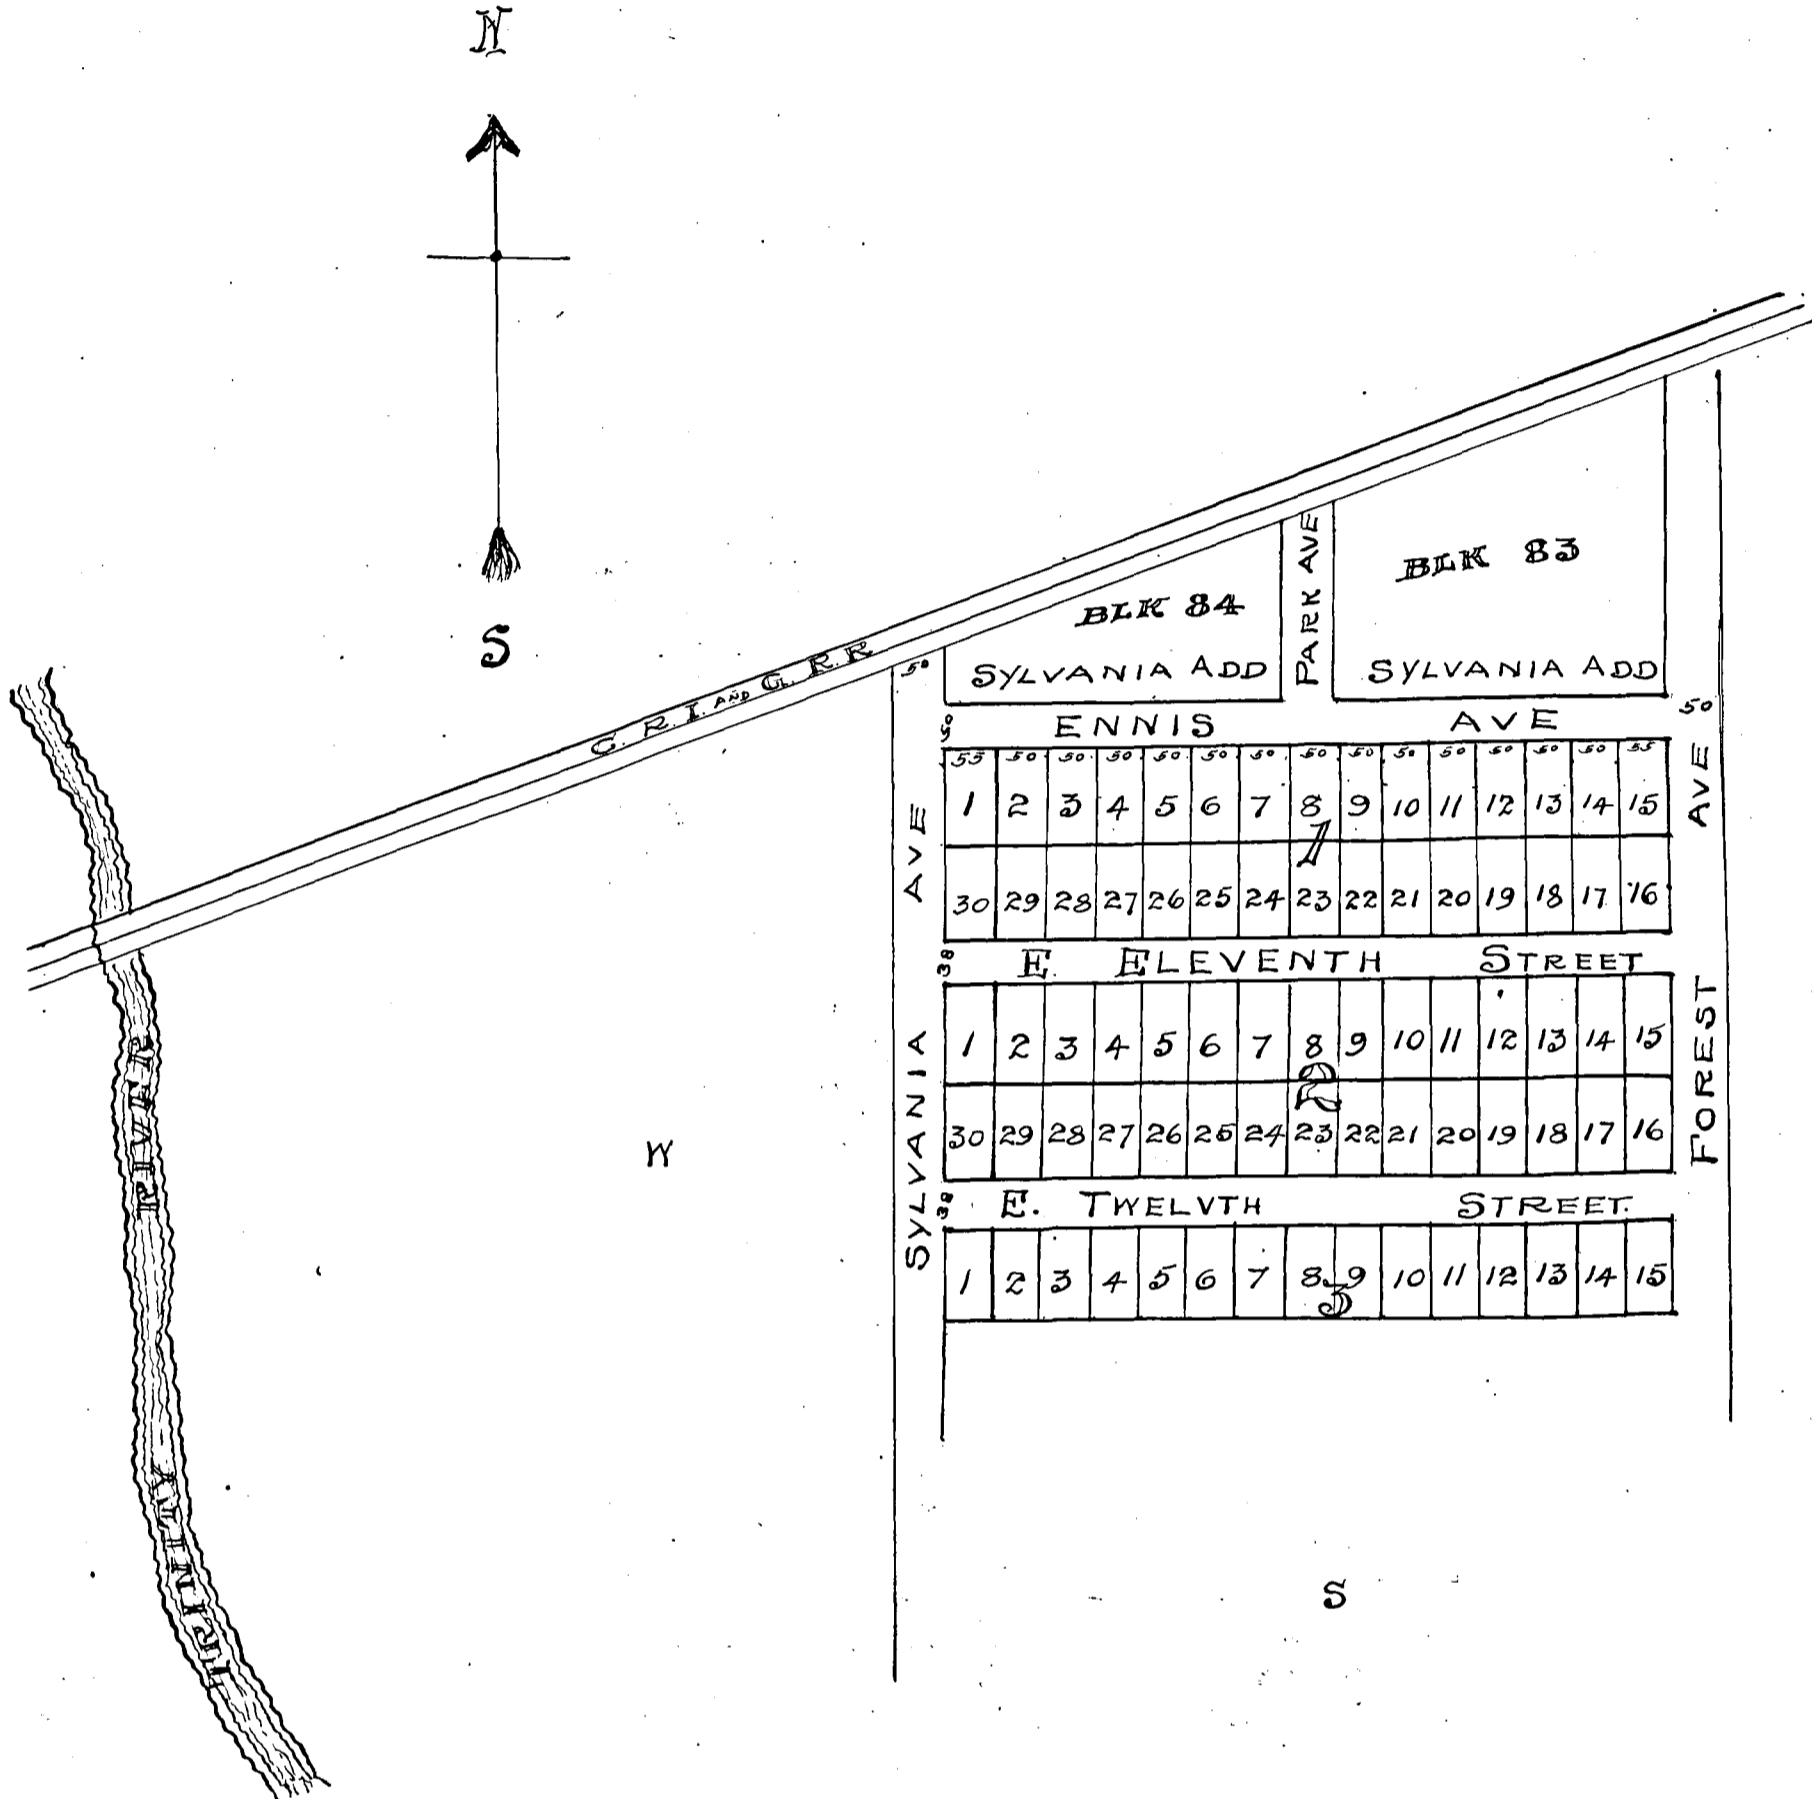 N
S
C. R. I. AND G. R. R
BLK 84
SYLVANIA ADD
PARK AVE
BLK 83
SYLVANIA ADD
50
50
ENNIS AVE
50
55 50 50 50 50 50 50 50 50 50 50 50 50 50 55
1 2 3 4 5 6 7 8 9 10 11 12 13 14 15
1
30 29 28 27 26 25 24 23 22 21 20 19 18 17 16
38
E. ELEVENTH STREET
1 2 3 4 5 6 7 8 9 10 11 12 13 14 15
2
30 29 28 27 26 25 24 23 22 21 20 19 18 17 16
38
E. TWELVTH STREET.
1 2 3 4 5 6 7 8 9 10 11 12 13 14 15
3
SYLVANIA AVE
FOREST AVE
W
S
TRINITY RIVER